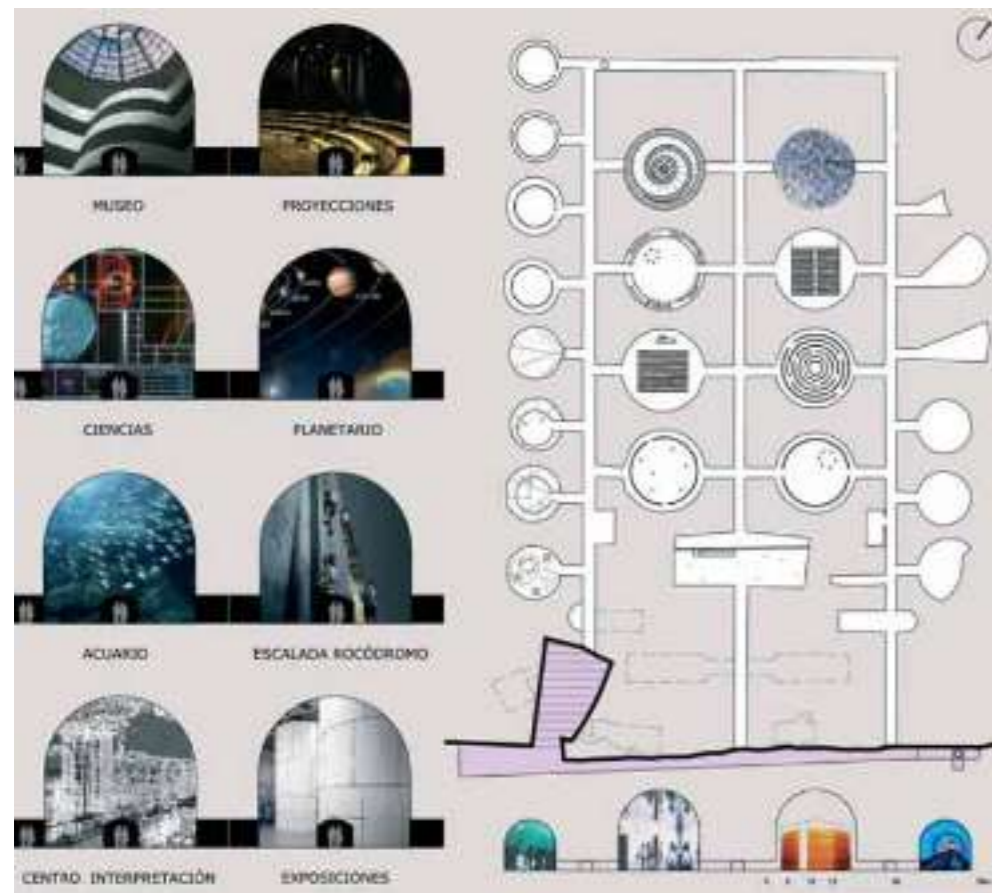 MUSEO
PROYECCIONES
CIENCIAS
PLANETARIO
ACUARIO
ESCALADA ROCÓDROMO
CENTRO INTERPRETACIÓN
EXPOSICIONES